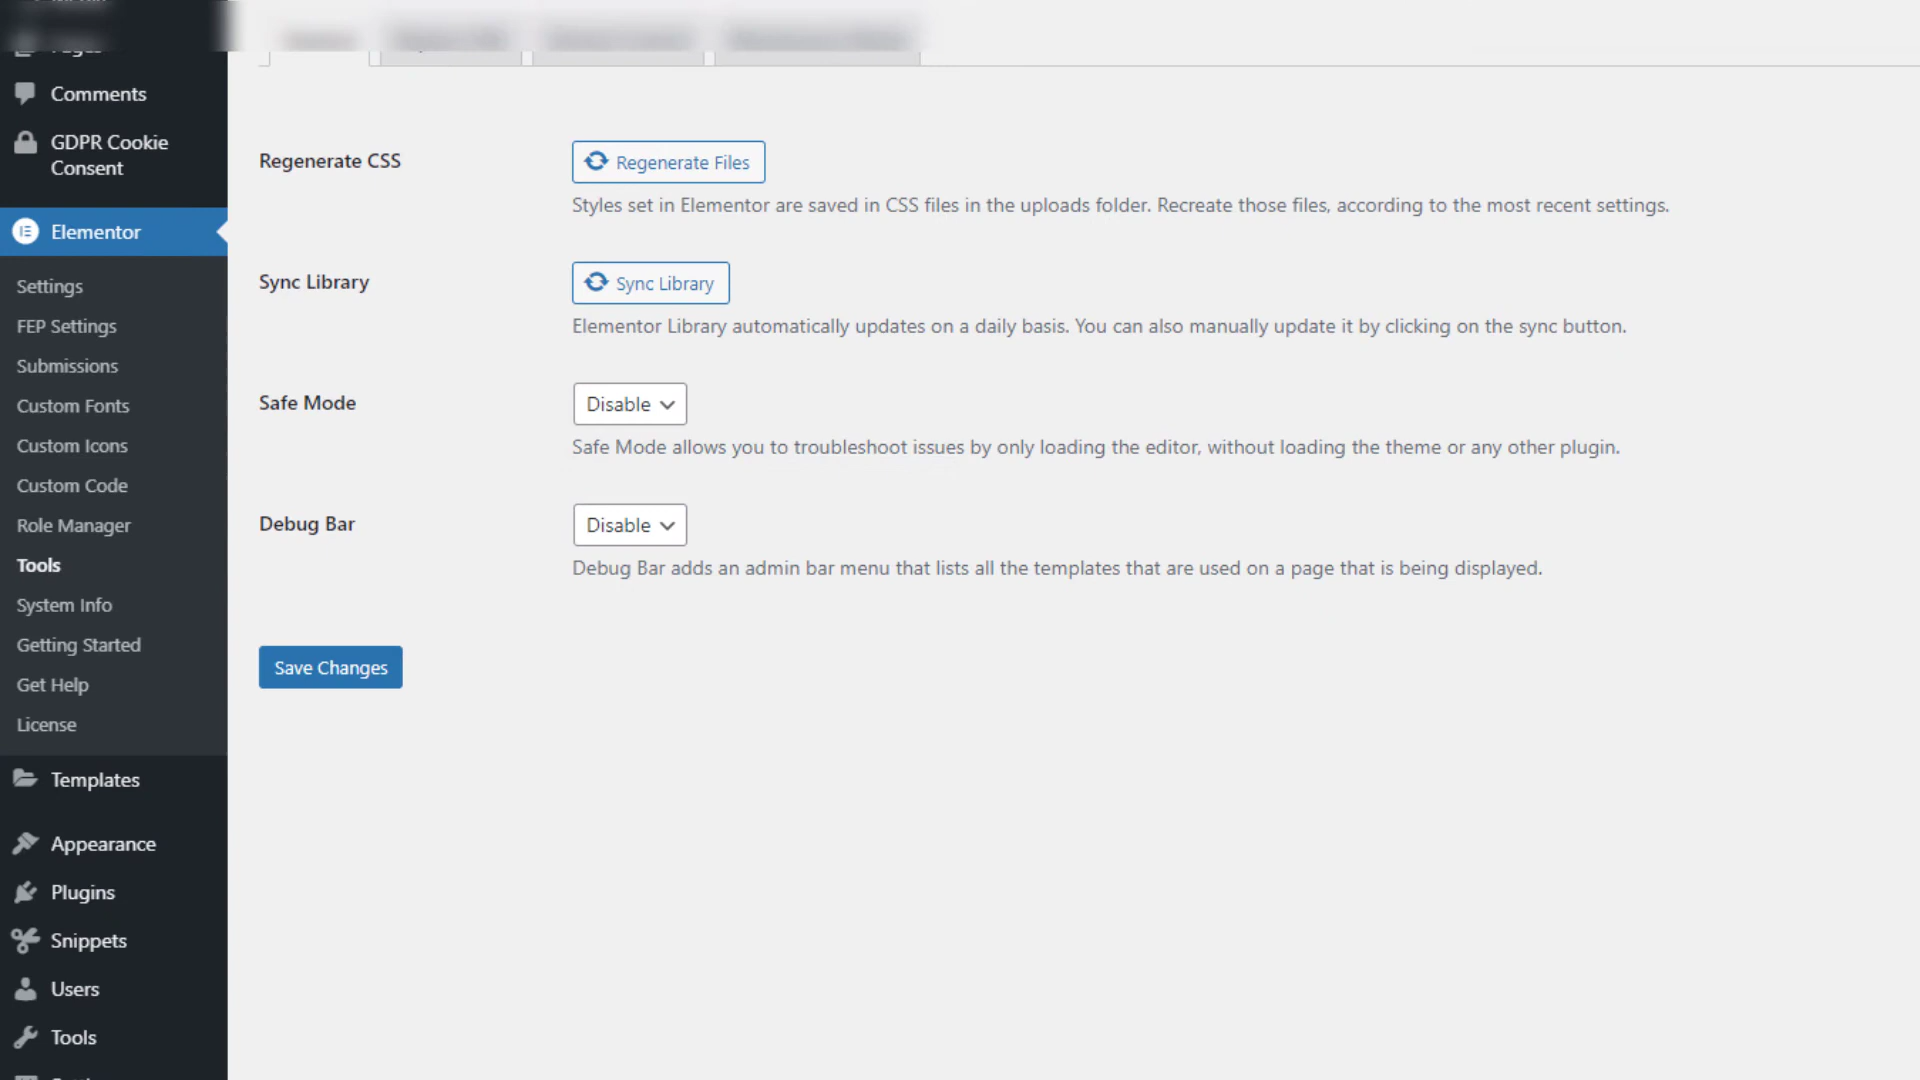 Comments
GDPR Cookie
Consent
Elementor
Settings
FEP Settings
Submissions
Custom Fonts
Custom Icons
Custom Code
Role Manager
Tools
System Info
Getting Started
Get Help
License
Templates
Appearance
Plugins
Snippets
Users
Tools
Regenerate CSS
Regenerate Files
Styles set in Elementor are saved in CSS files in the uploads folder. Recreate those files, according to the most recent settings.
Sync Library
Sync Library
Elementor Library automatically updates on a daily basis. You can also manually update it by clicking on the sync button.
Safe Mode
Disable
Safe Mode allows you to troubleshoot issues by only loading the editor, without loading the theme or any other plugin.
Debug Bar
Disable
Debug Bar adds an admin bar menu that lists all the templates that are used on a page that is being displayed.
Save Changes